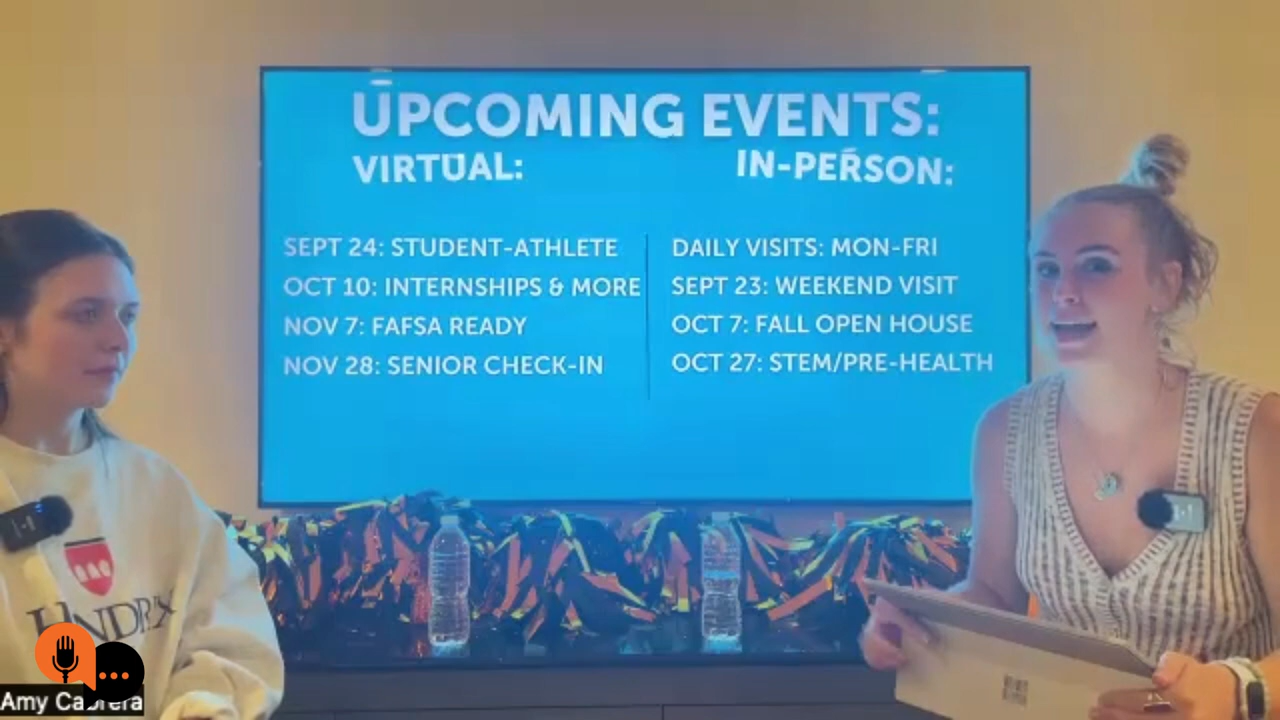 UPCOMING EVENTS:
VIRTUAL:
SEPT 24: STUDENT-ATHLETE
OCT 10: INTERNSHIPS & MORE
NOV 7: FAFSA READY
NOV 28: SENIOR CHECK-IN
IN-PERSON:
DAILY VISITS: MON-FRI
SEPT 23: WEEKEND VISIT
OCT 7: FALL OPEN HOUSE
OCT 27: STEM/PRE-HEALTH
HENDRIX
Amy Cabrera